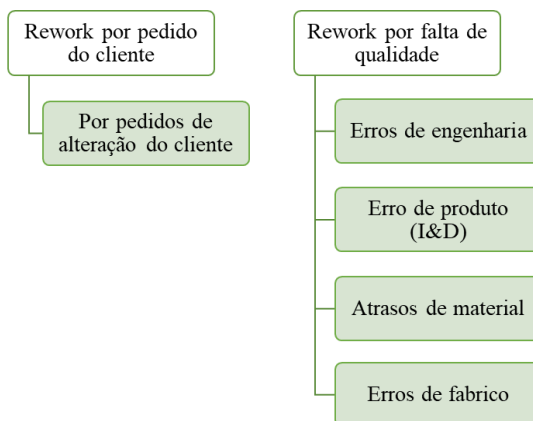 Rework por pedido
do cliente
Por pedidos de
alteração do cliente
Rework por falta de
qualidade
Erros de engenharia
Erro de produto
(I&D)
Atrasos de material
Erros de fabrico